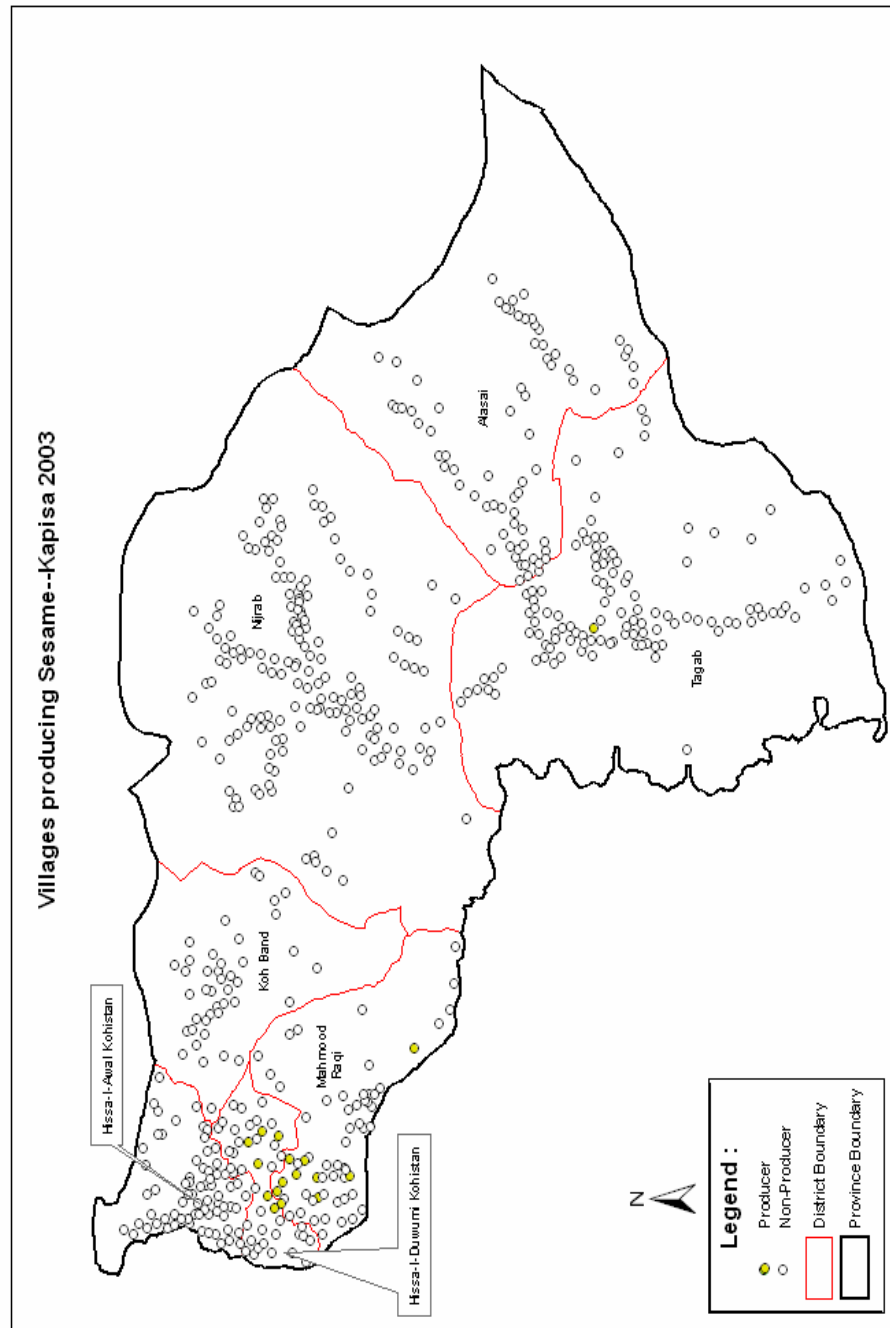 Villages producing Sesame--Kapisa 2003
Hissa-I-Awal Kohistan
Koh Band
Nijrab
Mahmood
Raqi
Alasai
Hissa-I-Duwumi Kohistan
Tagab
N
Legend :
Producer
Non-Producer
District Boundary
Province Boundary